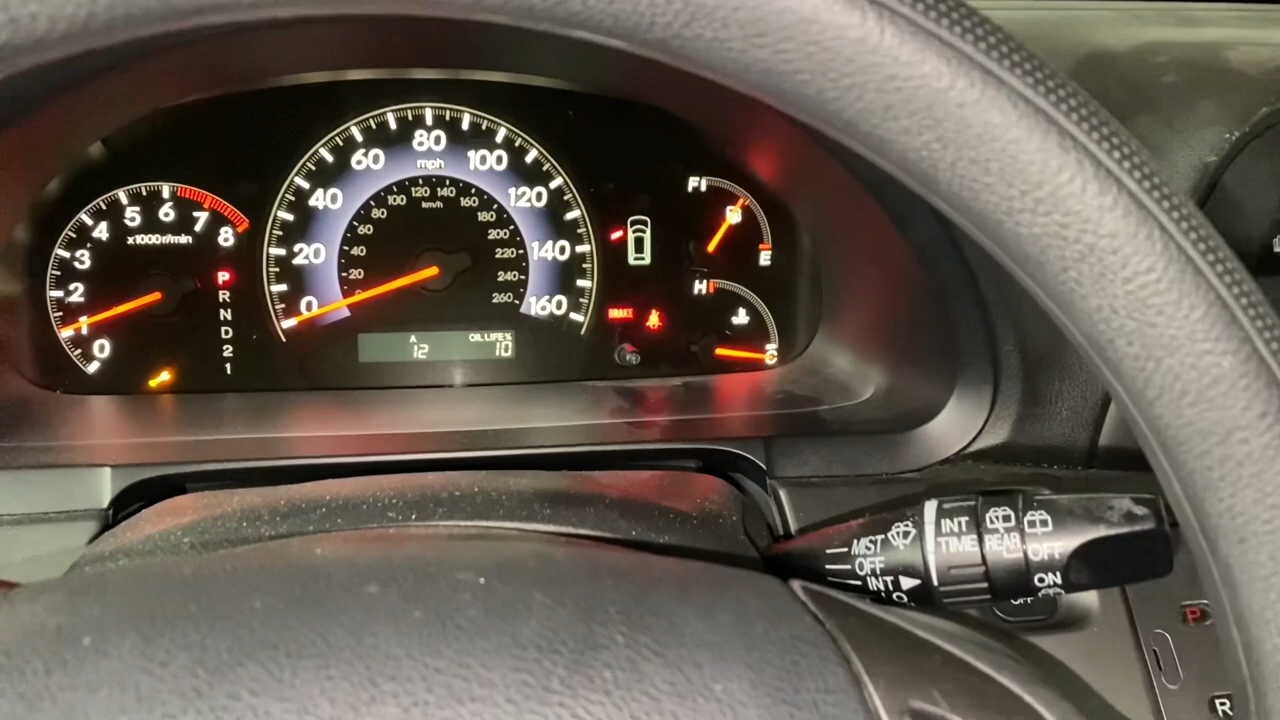 80
60 mph 100
40 120
20 140
0 160
120 140
100 km/h 160
80 180
60 200
40 220
20 240
260
5 6 7
4 x1000r/min 8
3
2
1
0
P
R
N
D
2
1
A OIL LIFE %
12 10
BRAKE
F
E
H
C
MIST
OFF
INT
INT
TIME
REAR
OFF
ON
OFF
P
R